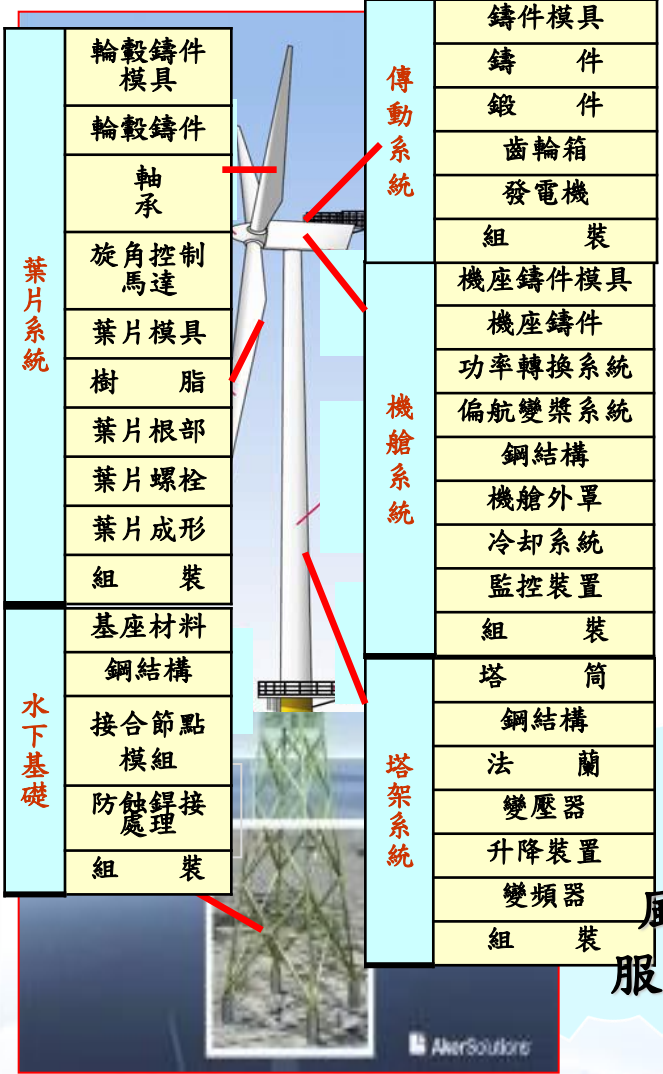 葉片系統
輪轂鑄件
模具
輪轂鑄件
軸
承
旋角控制
馬達
葉片模具
樹 脂
葉片根部
葉片螺栓
葉片成形
組 裝
水下基礎
基座材料
鋼結構
接合節點
模組
防蝕銲接
處理
組 裝
傳動系統
鑄件模具
鑄 件
鍛 件
齒輪箱
發電機
組 裝
機艙系統
機座鑄件模具
機座鑄件
功率轉換系統
偏航變槳系統
鋼結構
機艙外罩
冷却系統
監控裝置
組 裝
塔架系統
塔 筒
鋼結構
法 蘭
變壓器
升降裝置
變頻器
組 裝
服
AkerSolutions